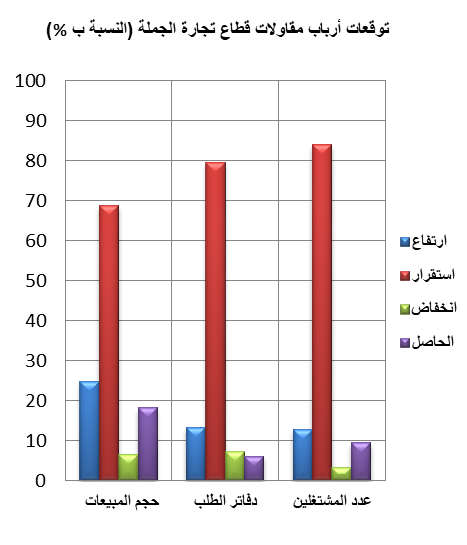 توقعات أرباب مقاولات قطاع تجارة الجملة (النسبة ب %)
100
90
80
70
60
50
40
30
20
10
0
حجم المبيعات
دفاتر الطلب
عدد المشتغلين
ارتفاع
استقرار
انخفاض
الحاصل